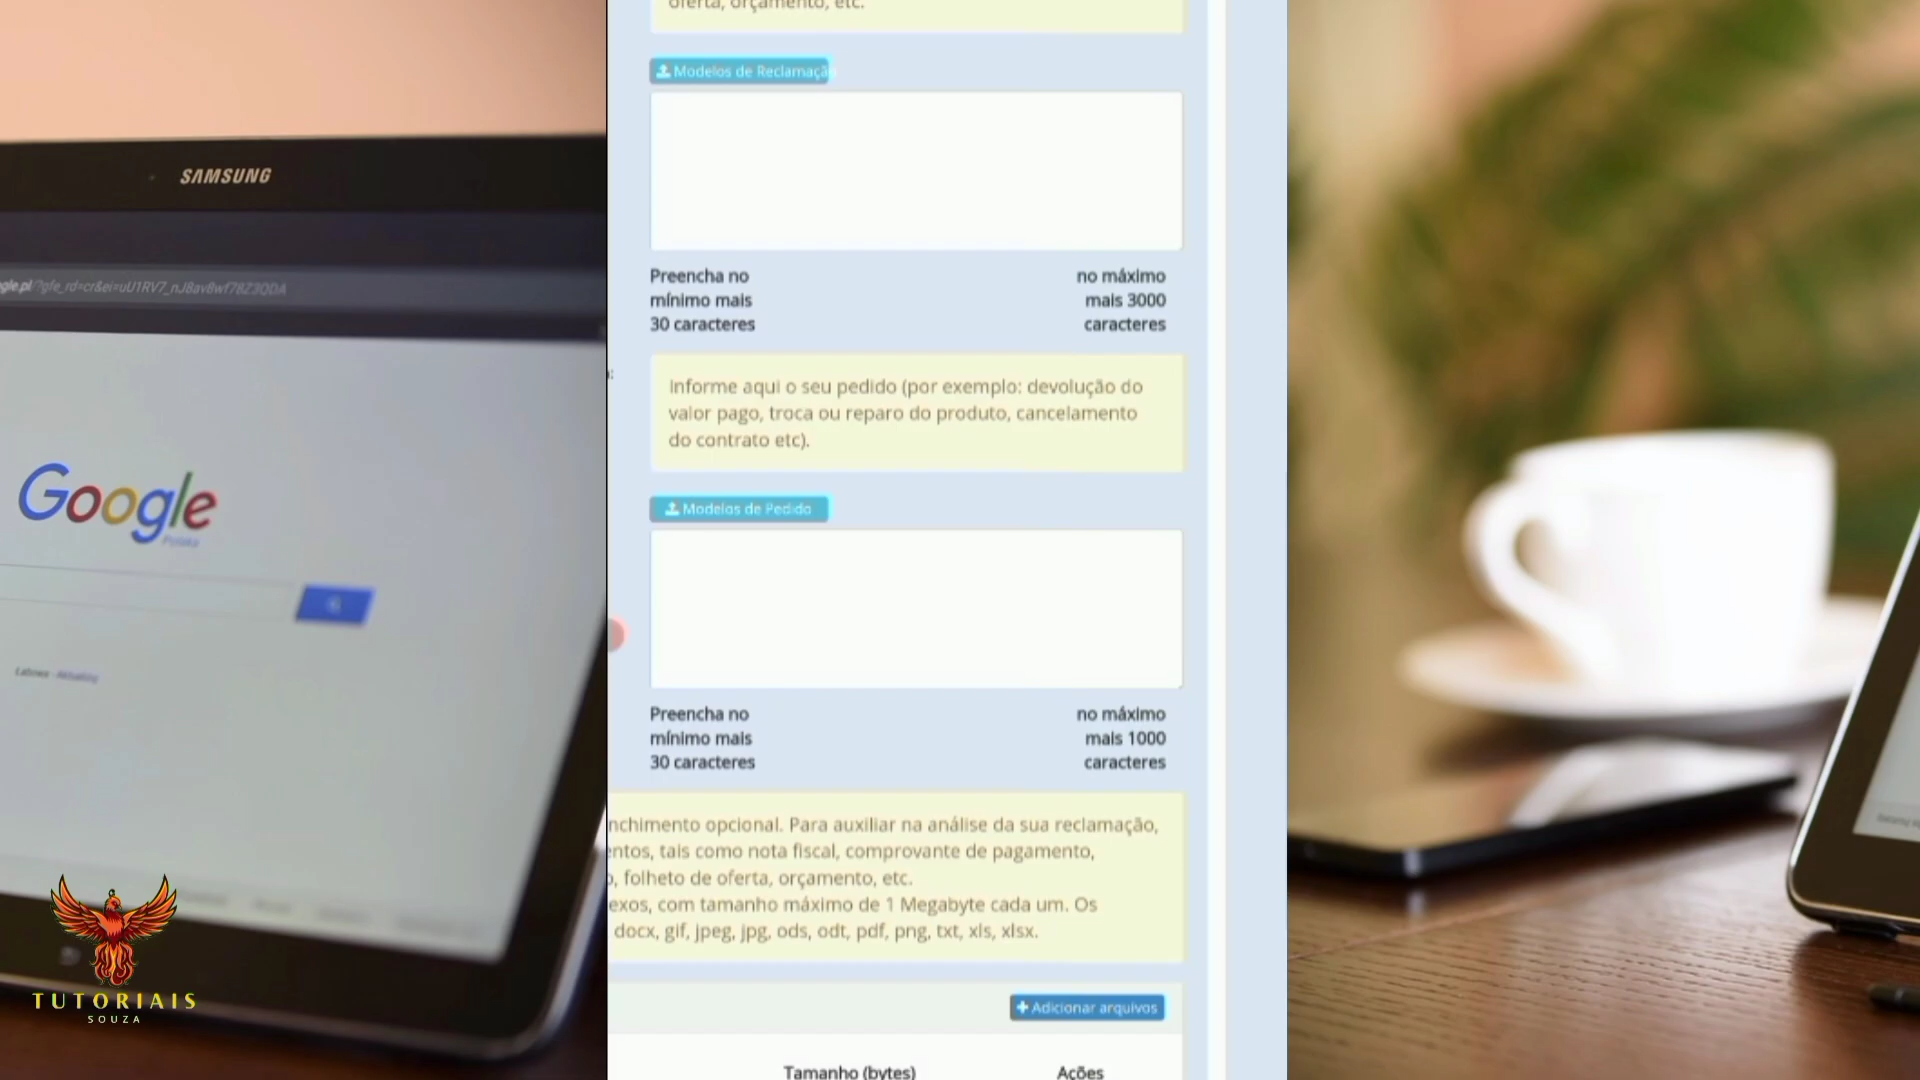 SAMSUNG
Google
TUTORIAIS
SOUZA
oferta, orçamento, etc.
Modelos de Reclamaçã
Preencha no
mínimo mais
30 caracteres
no máximo
mais 3000
caracteres
Informe aqui o seu pedido (por exemplo: devolução do
valor pago, troca ou reparo do produto, cancelamento
do contrato etc).
Modelos de Pedido
Preencha no
mínimo mais
30 caracteres
no máximo
mais 1000
caracteres
nchimento opcional. Para auxiliar na análise da sua reclamação,
entos, tais como nota fiscal, comprovante de pagamento,
, folheto de oferta, orçamento, etc.
exos, com tamanho máximo de 1 Megabyte cada um. Os
docx, gif, jpeg, jpg, ods, odt, pdf, png, txt, xls, xlsx.
Adicionar arquivos
Tamanho (bytes)
Ações